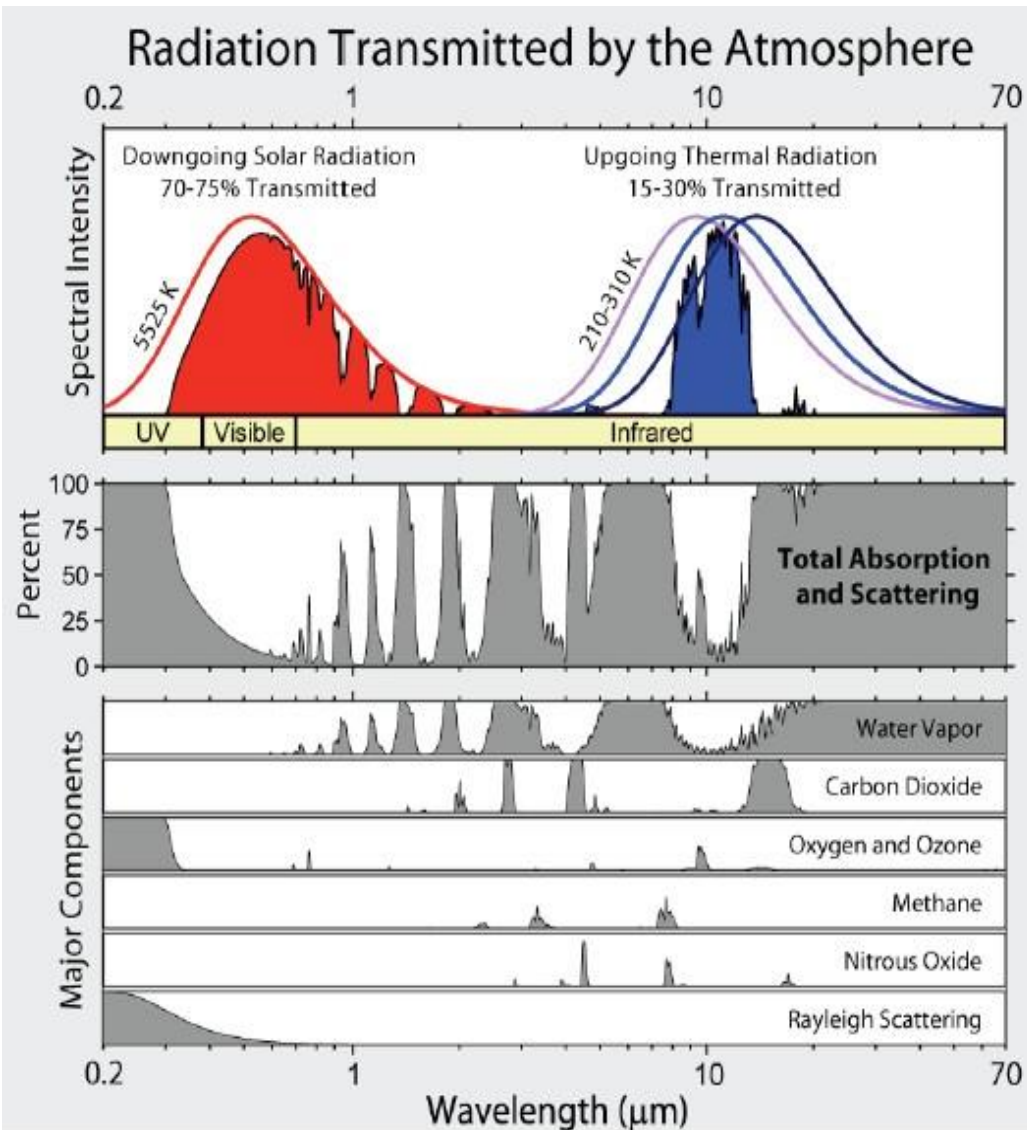 Radiation Transmitted by the Atmosphere
0.2 1 10 70
Downgoing Solar Radiation
70-75% Transmitted
Upgoing Thermal Radiation
15-30% Transmitted
Spectral Intensity
5525 K
210-310 K
UV Visible Infrared
Percent
100
75
50
25
0
Total Absorption
and Scattering
Major Components
Water Vapor
Carbon Dioxide
Oxygen and Ozone
Methane
Nitrous Oxide
Rayleigh Scattering
0.2 1 10 70
Wavelength (μm)